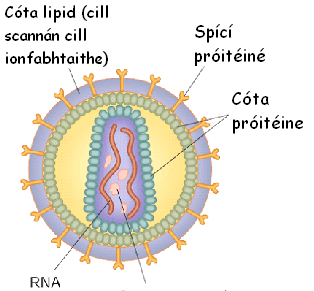 Cóta lipid (cill
scannán cill
ionfabhtaithe)
Spící
próitéiné
Cóta
próitéine
RNA